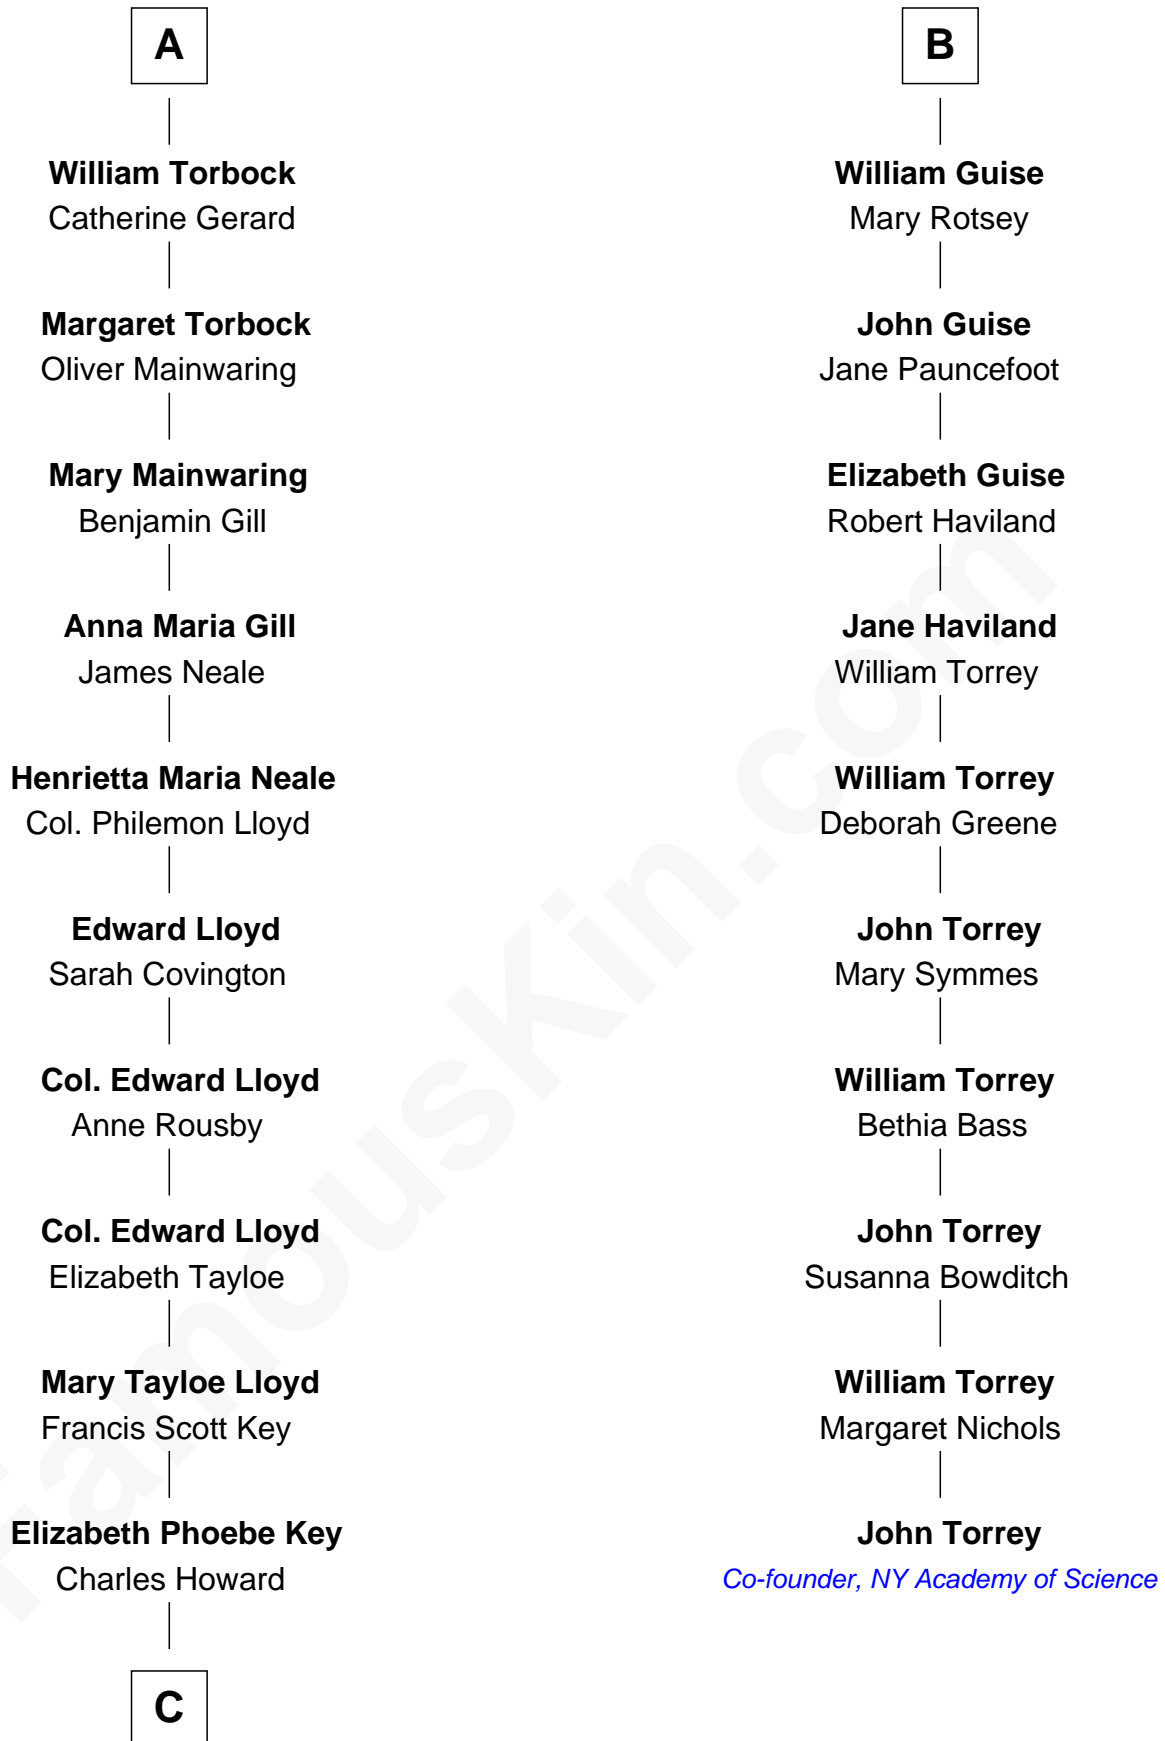 A
William Torbock
Catherine Gerard
Margaret Torbock
Oliver Mainwaring
Mary Mainwaring
Benjamin Gill
Anna Maria Gill
James Neale
Henrietta Maria Neale
Col. Philemon Lloyd
Edward Lloyd
Sarah Covington
Col. Edward Lloyd
Anne Rousby
Col. Edward Lloyd
Elizabeth Tayloe
Mary Tayloe Lloyd
Francis Scott Key
Elizabeth Phoebe Key
Charles Howard
C
B
William Guise
Mary Rotsey
John Guise
Jane Pauncefoot
Elizabeth Guise
Robert Haviland
Jane Haviland
William Torrey
William Torrey
Deborah Greene
John Torrey
Mary Symmes
William Torrey
Bethia Bass
John Torrey
Susanna Bowditch
William Torrey
Margaret Nichols
John Torrey
Co-founder, NY Academy of Science
FamousKin.com